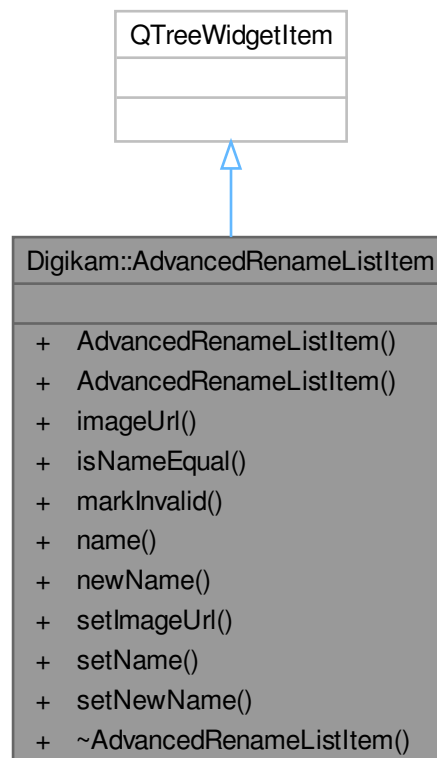 QTreeWidgetItem
Digikam::AdvancedRenameListItem
+ AdvancedRenameListItem()
+ AdvancedRenameListItem()
+ imageUrl()
+ isNameEqual()
+ markInvalid()
+ name()
+ newName()
+ setImageUrl()
+ setName()
+ setNewName()
+ ~AdvancedRenameListItem()